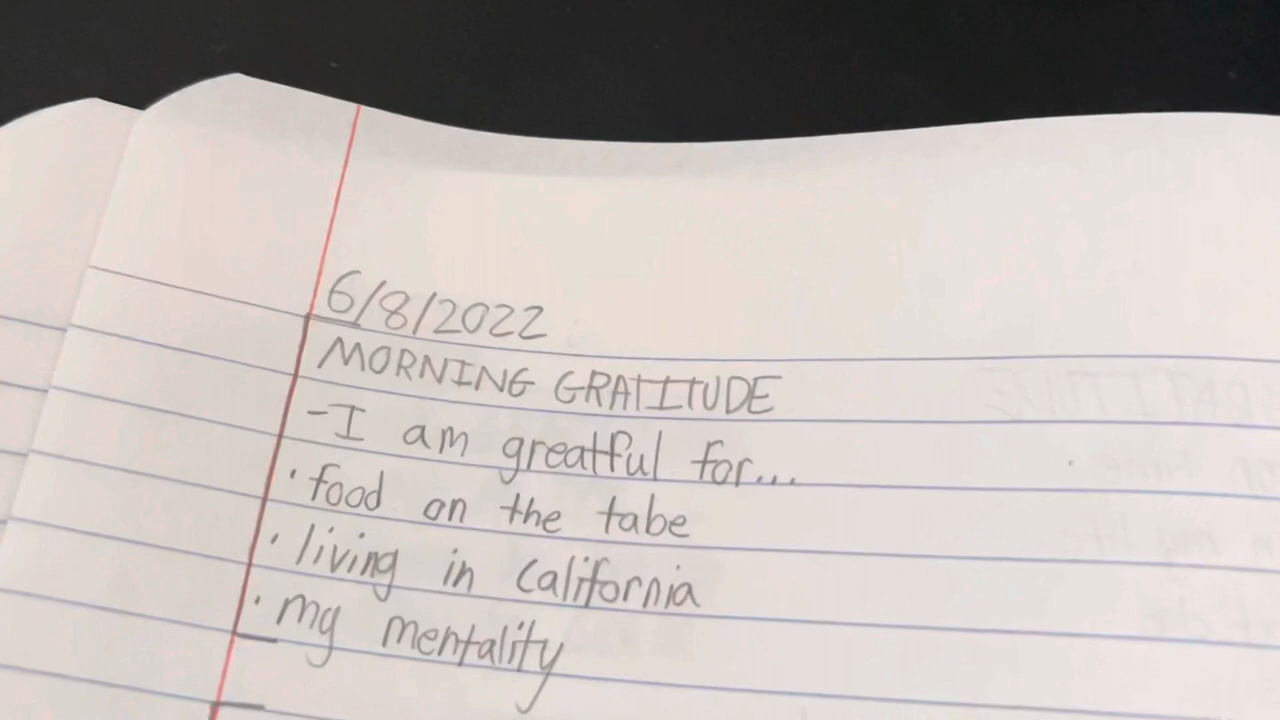 6/8/2022
MORNING GRATITUDE
-I am greatful for...
· food on the tabe
· living in California
· my mentality